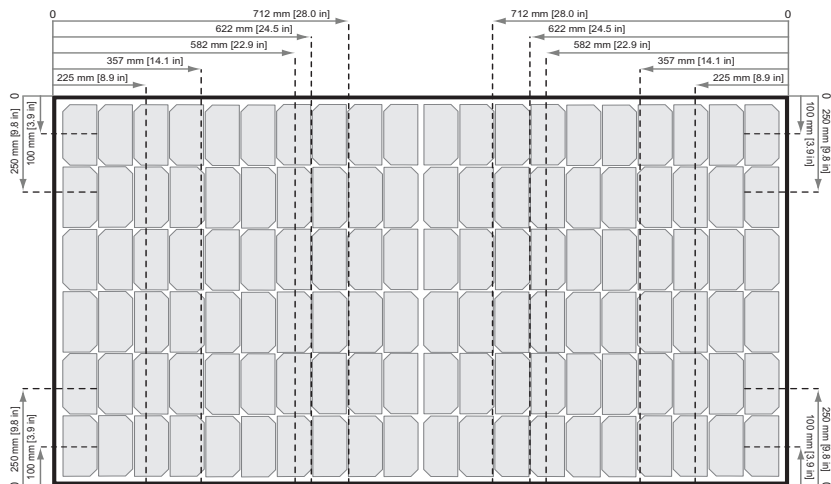 712 mm [28.0 in]
712 mm [28.0 in]
0
0
622 mm [24.5 in]
622 mm [24.5 in]
582 mm [22.9 in]
582 mm [22.9 in]
357 mm [14.1 in]
357 mm [14.1 in]
225 mm [8.9 in]
225 mm [8.9 in]
0
250 mm [9.8 in]
100 mm [3.9 in]
100 mm [3.9 in]
250 mm [9.8 in]
0
250 mm [9.8 in]
100 mm [3.9 in]
100 mm [3.9 in]
250 mm [9.8 in]
0
0